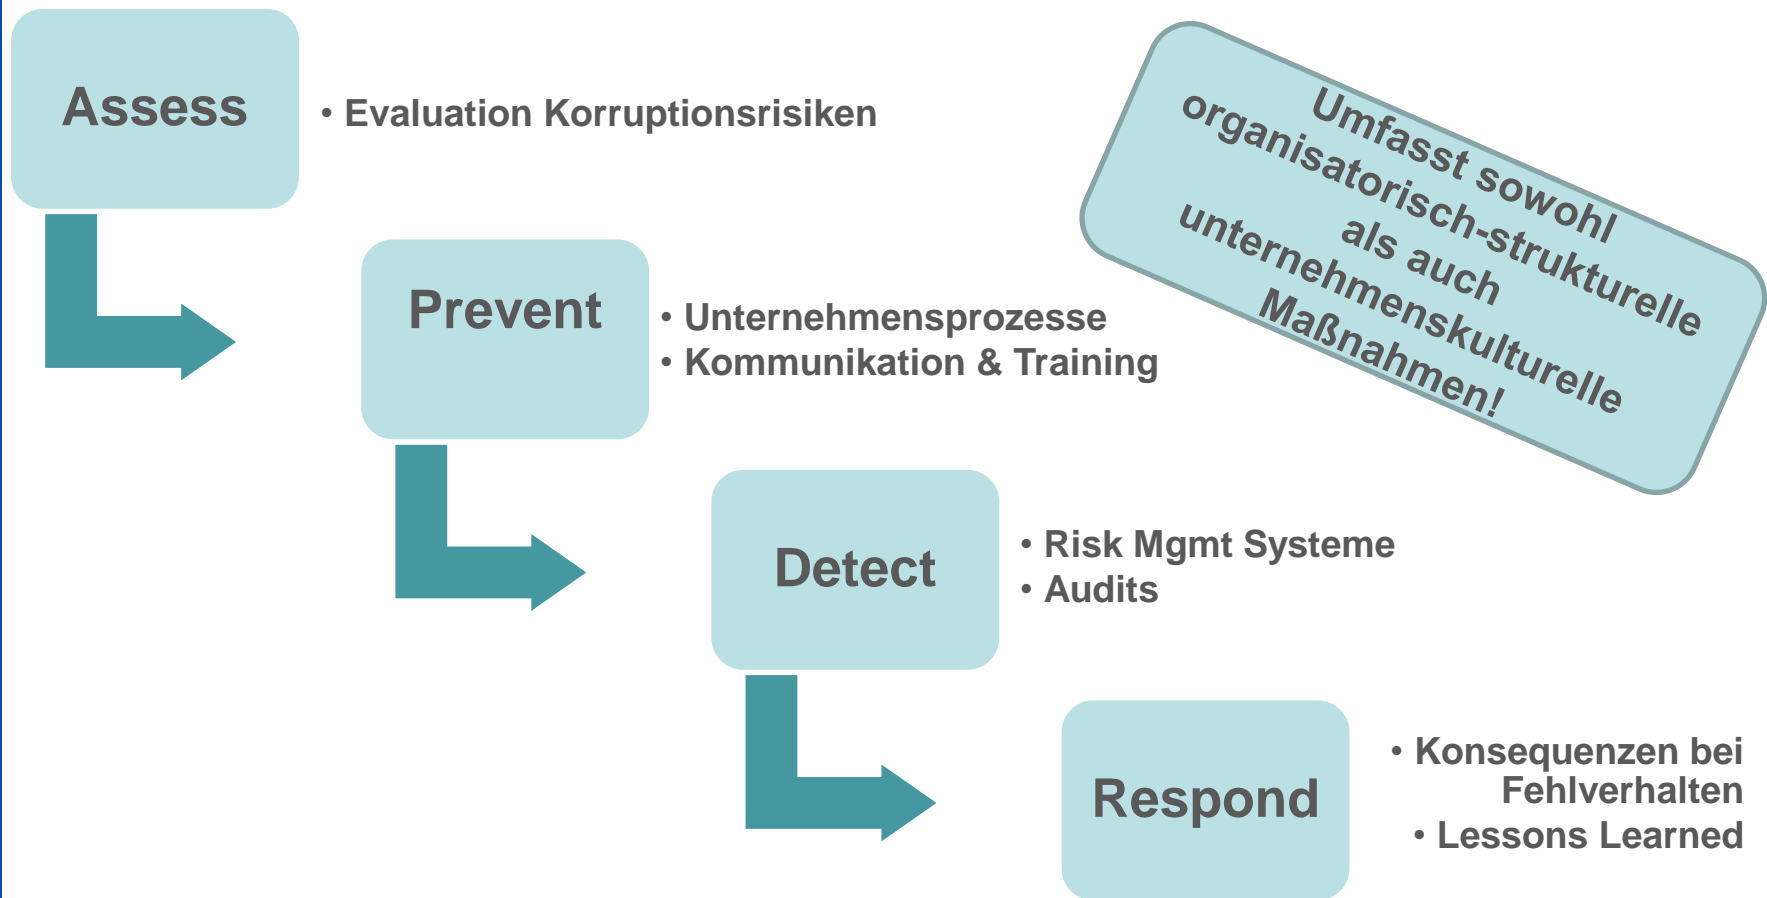 Assess
• Evaluation Korruptionsrisiken
Umfasst sowohl
organisatorisch-strukturelle
als auch
unternehmenskulturelle
Maßnahmen!
Prevent
• Unternehmensprozesse
• Kommunikation & Training
Detect
• Risk Mgmt Systeme
• Audits
Respond
• Konsequenzen bei
Fehlverhalten
• Lessons Learned